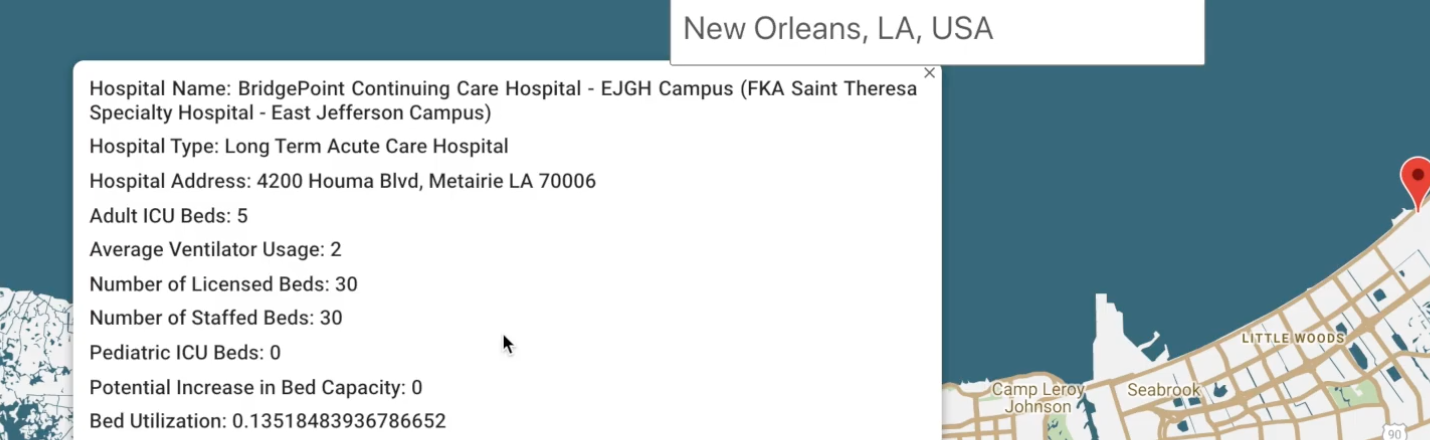 New Orleans, LA, USA
Hospital Name: BridgePoint Continuing Care Hospital - EJGH Campus (FKA Saint Theresa
Specialty Hospital - East Jefferson Campus)
Hospital Type: Long Term Acute Care Hospital
Hospital Address: 4200 Houma Blvd, Metairie LA 70006
Adult ICU Beds: 5
Average Ventilator Usage: 2
Number of Licensed Beds: 30
Number of Staffed Beds: 30
Pediatric ICU Beds: 0
Potential Increase in Bed Capacity: 0
Bed Utilization: 0.13518483936786652
LITTLE WOODS
Camp Leroy
Johnson
Seabrook
90